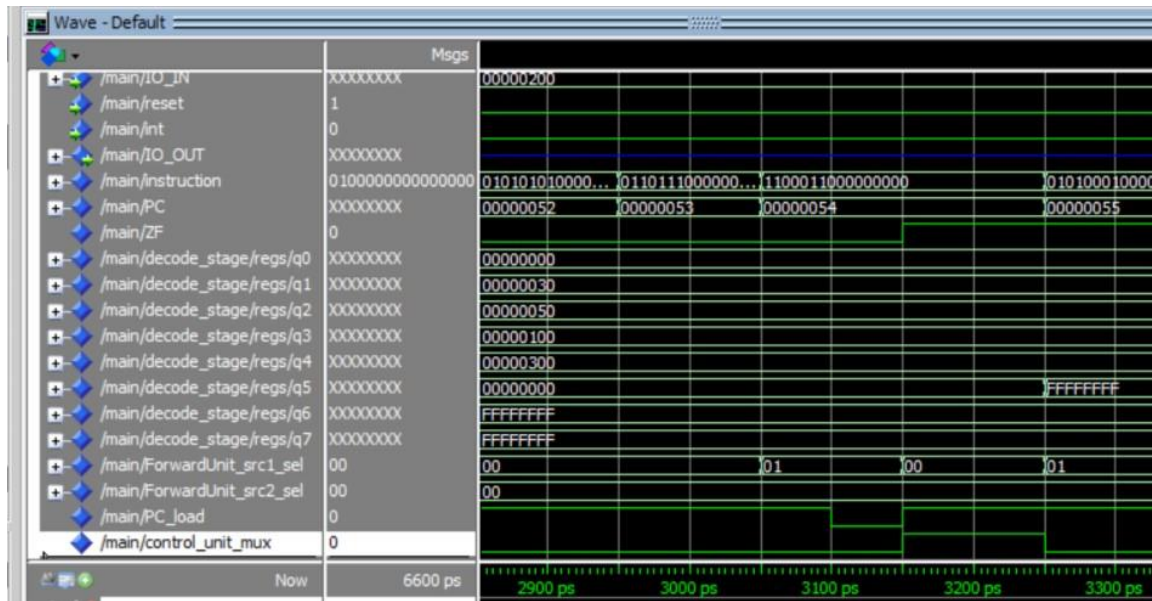 Wave - Default
Msgs
/main/IO_IN XXXXXXXX 00000200
/main/reset 1
/main/int 0
/main/IO_OUT XXXXXXXX
/main/instruction 0100000000000000 010101010000... 0110111000000... 1100011000000000 010100010000
/main/PC XXXXXXXX 00000052 00000053 00000054 00000055
/main/ZF 0
/main/decode_stage/regs/q0 XXXXXXXX 00000000
/main/decode_stage/regs/q1 XXXXXXXX 00000030
/main/decode_stage/regs/q2 XXXXXXXX 00000050
/main/decode_stage/regs/q3 XXXXXXXX 00000100
/main/decode_stage/regs/q4 XXXXXXXX 00000300
/main/decode_stage/regs/q5 XXXXXXXX 00000000 FFFFFFFF
/main/decode_stage/regs/q6 XXXXXXXX FFFFFFFF
/main/decode_stage/regs/q7 XXXXXXXX FFFFFFFF
/main/ForwardUnit_src1_sel 00 00 01 00 01
/main/ForwardUnit_src2_sel 00 00
/main/PC_load 0
/main/control_unit_mux 0
Now 6600 ps 2900 ps 3000 ps 3100 ps 3200 ps 3300 ps